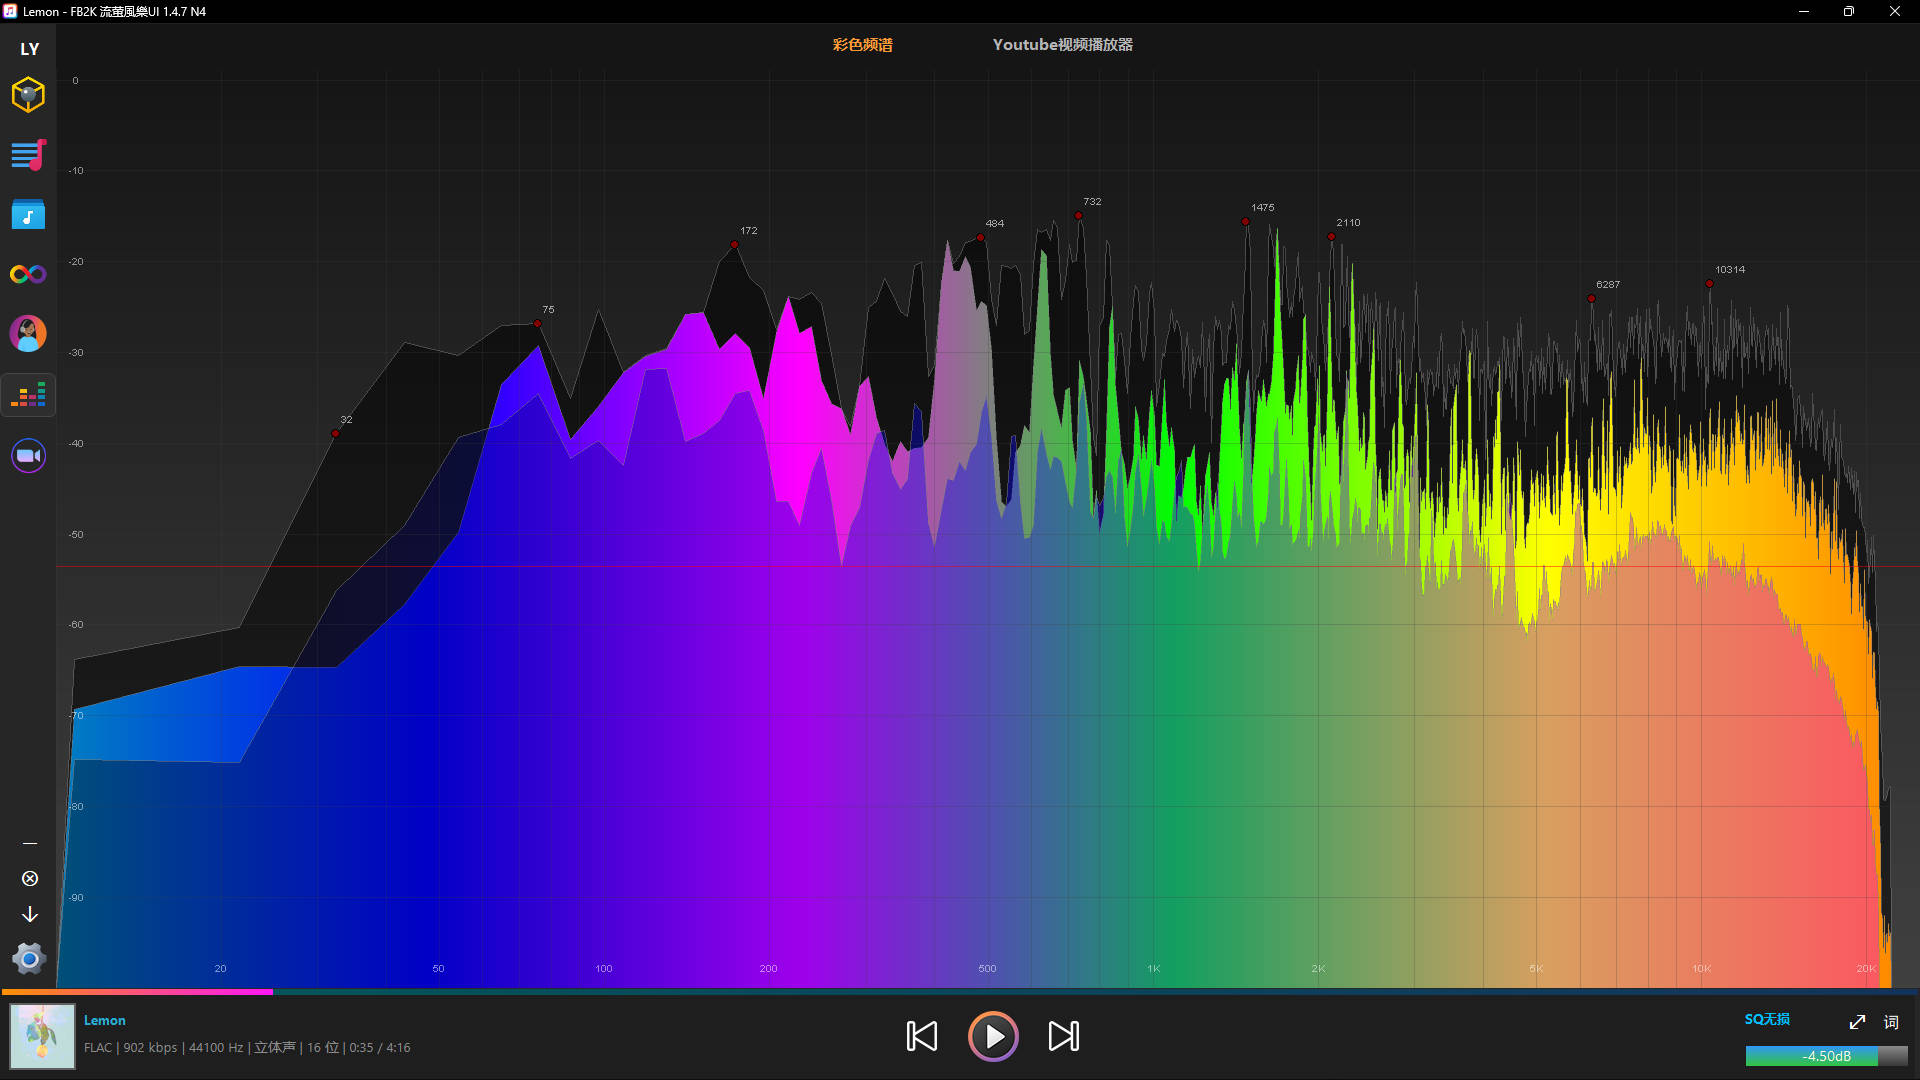 Lemon - FB2K 流萤風樂UI 1.4.7 N4
LY
彩色频谱
Youtube视频播放器
0
-10
-20
-30
-40
-50
-60
-70
-80
-90
32
75
172
484
732
1475
2110
6287
10314
20
50
100
200
500
1K
2K
5K
10K
20K
Lemon
FLAC | 902 kbps | 44100 Hz | 立体声 | 16 位 | 0:35 / 4:16
SQ无损
词
-4.50dB